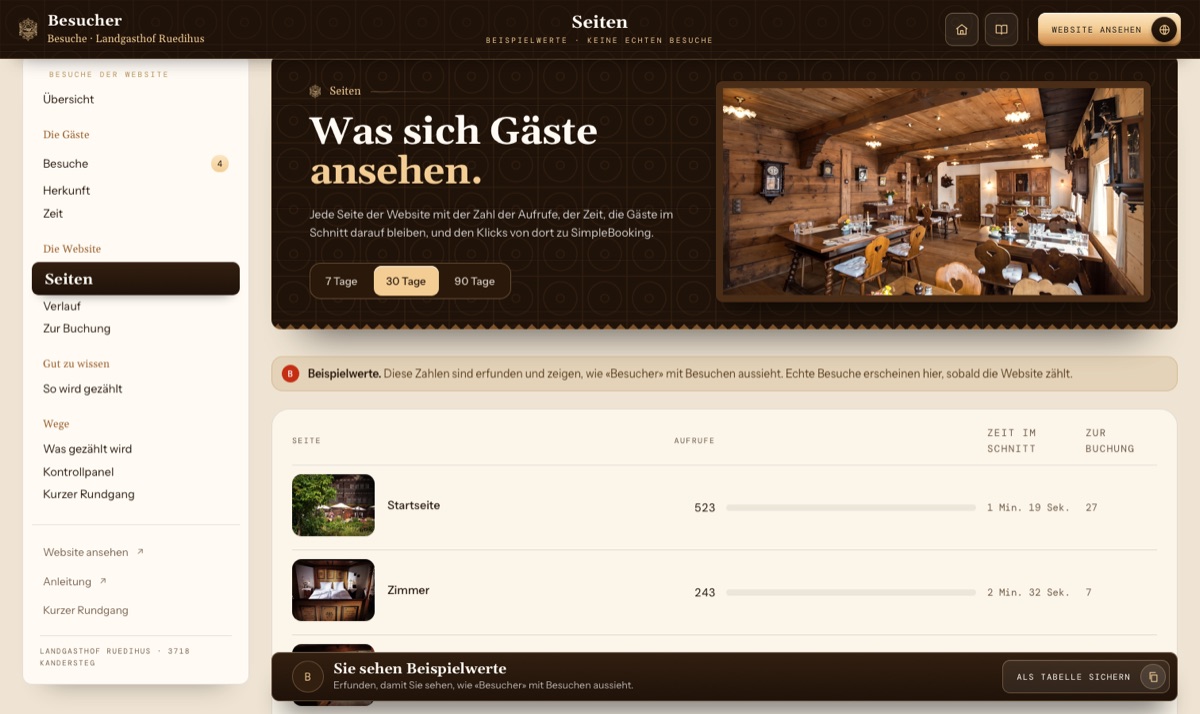 Besucher
Besuche · Landgasthof Ruedihus
Seiten
BEISPIELWERTE · KEINE ECHTEN BESUCHE
WEBSITE ANSEHEN
BESUCHE DER WEBSITE
Übersicht
Die Gäste
Besuche 4
Herkunft
Zeit
Die Website
Seiten
Verlauf
Zur Buchung
Gut zu wissen
So wird gezählt
Wege
Was gezählt wird
Kontrollpanel
Kurzer Rundgang
Website ansehen ↗
Anleitung ↗
Kurzer Rundgang
LANDGASTHOF RUEDIHUS · 3718
KANDERSTEG
Seiten
Was sich Gäste
ansehen.
Jede Seite der Website mit der Zahl der Aufrufe, der Zeit, die Gäste im
Schnitt darauf bleiben, und den Klicks von dort zu SimpleBooking.
7 Tage 30 Tage 90 Tage
B Beispielwerte. Diese Zahlen sind erfunden und zeigen, wie «Besucher» mit Besuchen aussieht. Echte Besuche erscheinen hier, sobald die Website zählt.
SEITE AUFRUFE ZEIT IM SCHNITT ZUR BUCHUNG
Startseite 523 1 Min. 19 Sek. 27
Zimmer 243 2 Min. 32 Sek. 7
B Sie sehen Beispielwerte
Erfunden, damit Sie sehen, wie «Besucher» mit Besuchen aussieht.
ALS TABELLE SICHERN